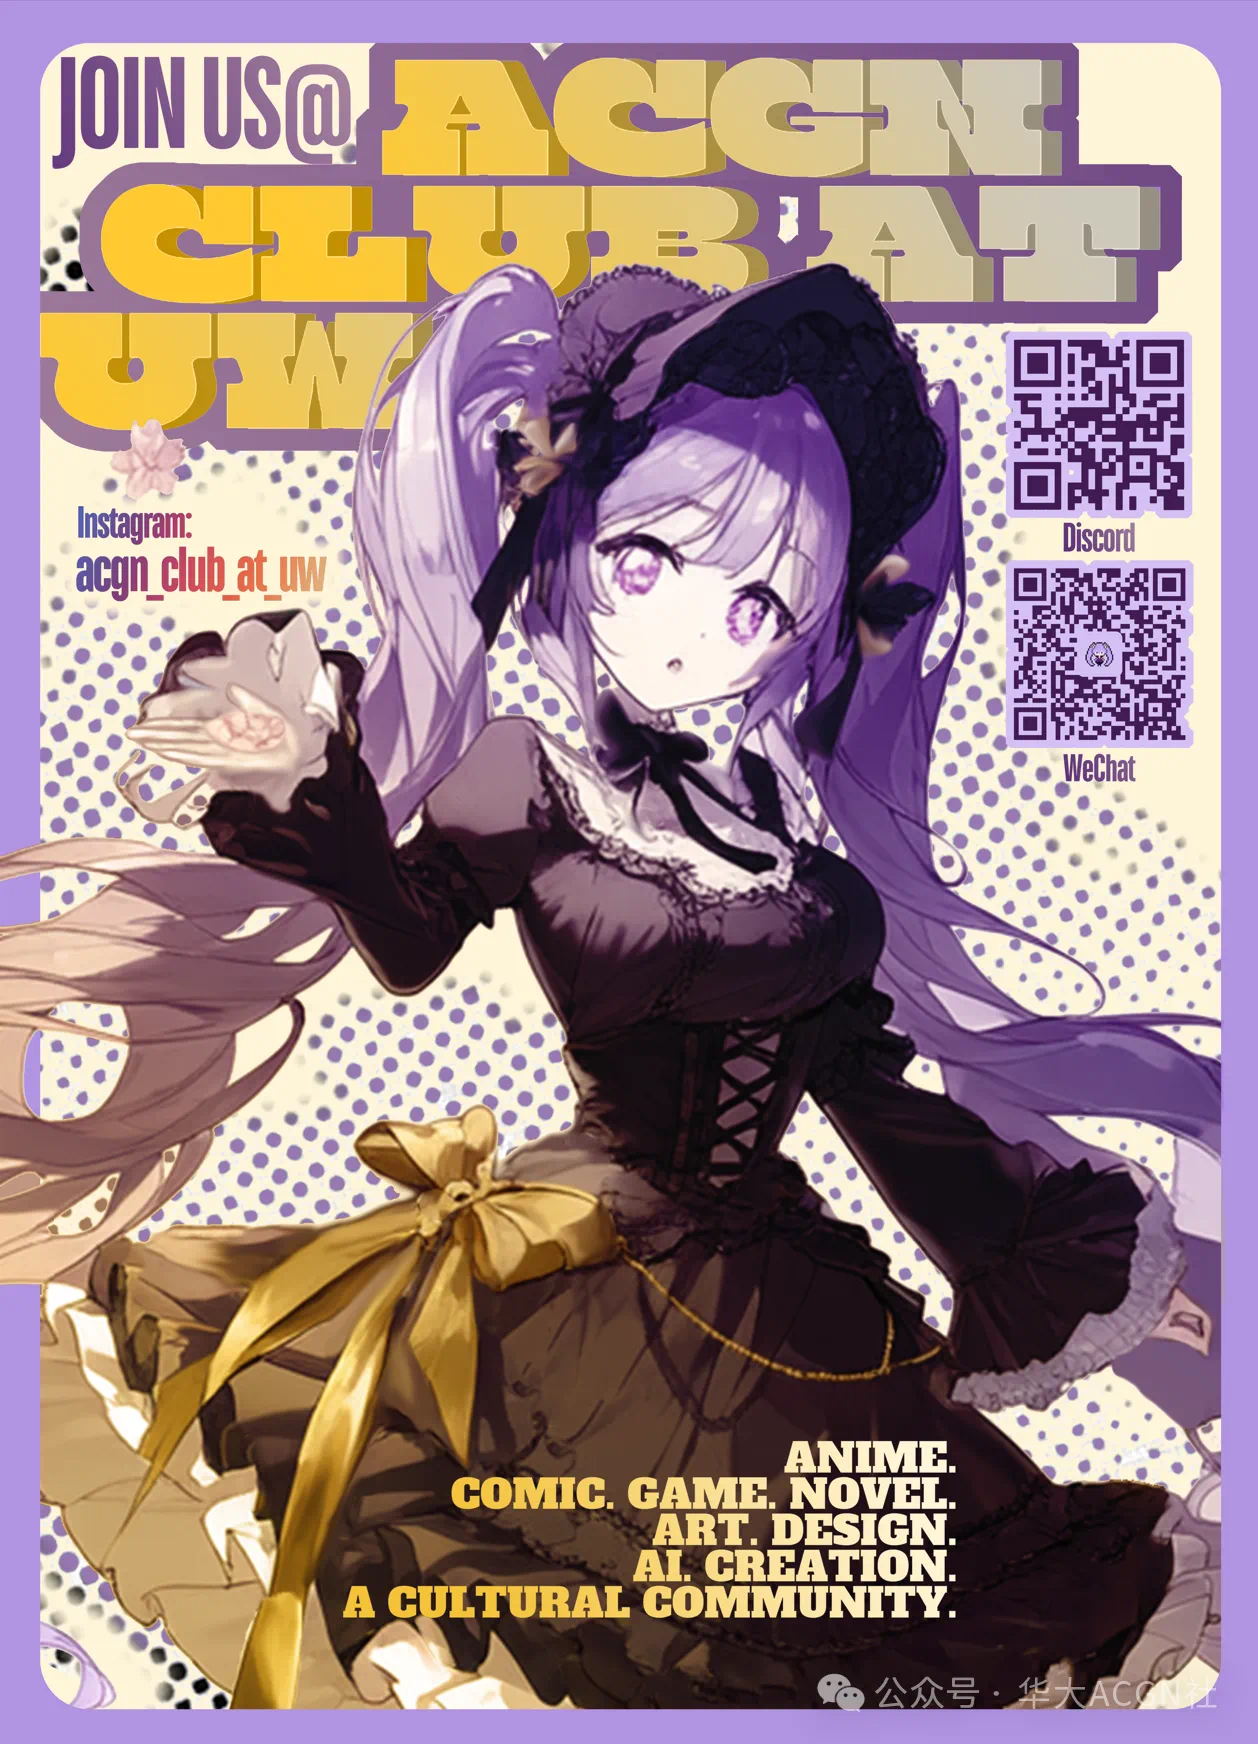 JOIN US@ ACGN
CLUB AT
UW
Instagram:
acgn_club_at_uw
Discord
WeChat
ANIME.
COMIC. GAME. NOVEL.
ART. DESIGN.
AI. CREATION.
A CULTURAL COMMUNITY.
公众号 · 华大ACGN社